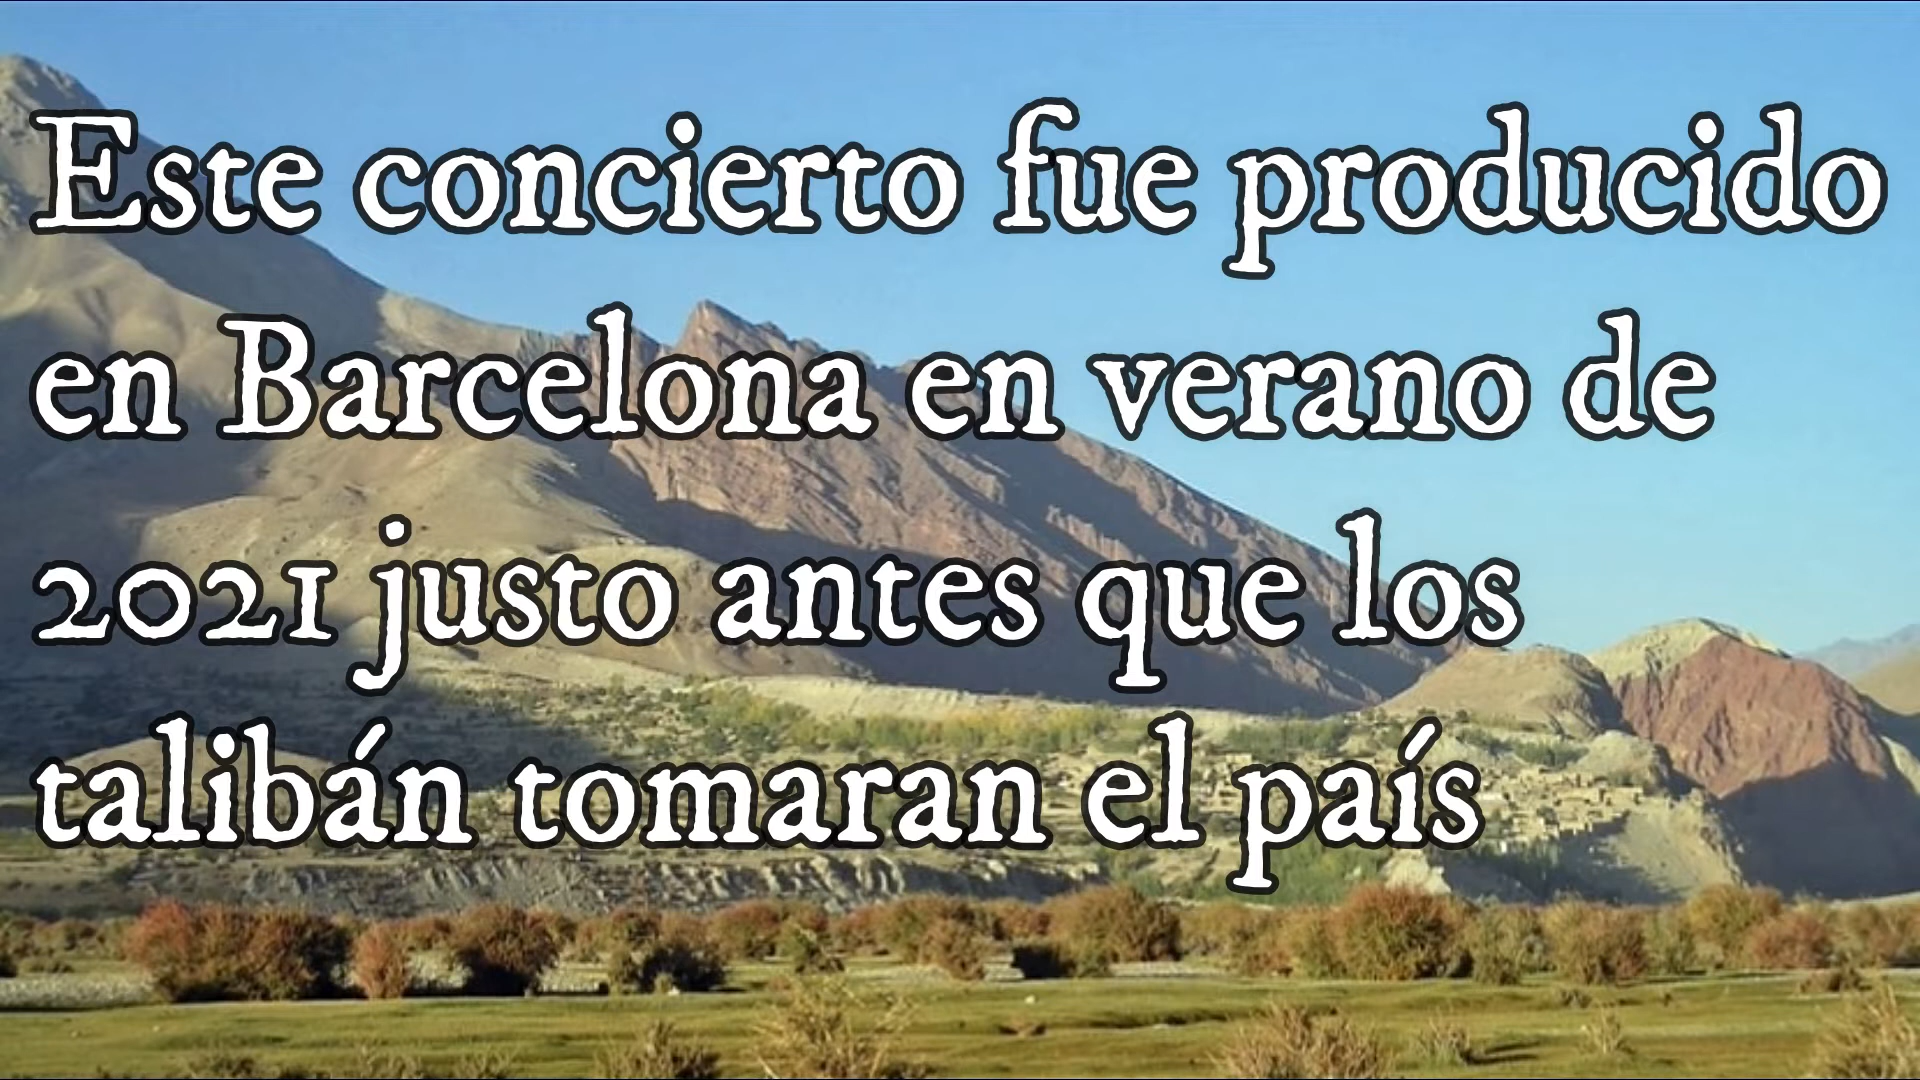 Este concierto fue producido
en Barcelona en verano de
2021 justo antes que los
talibán tomaran el país